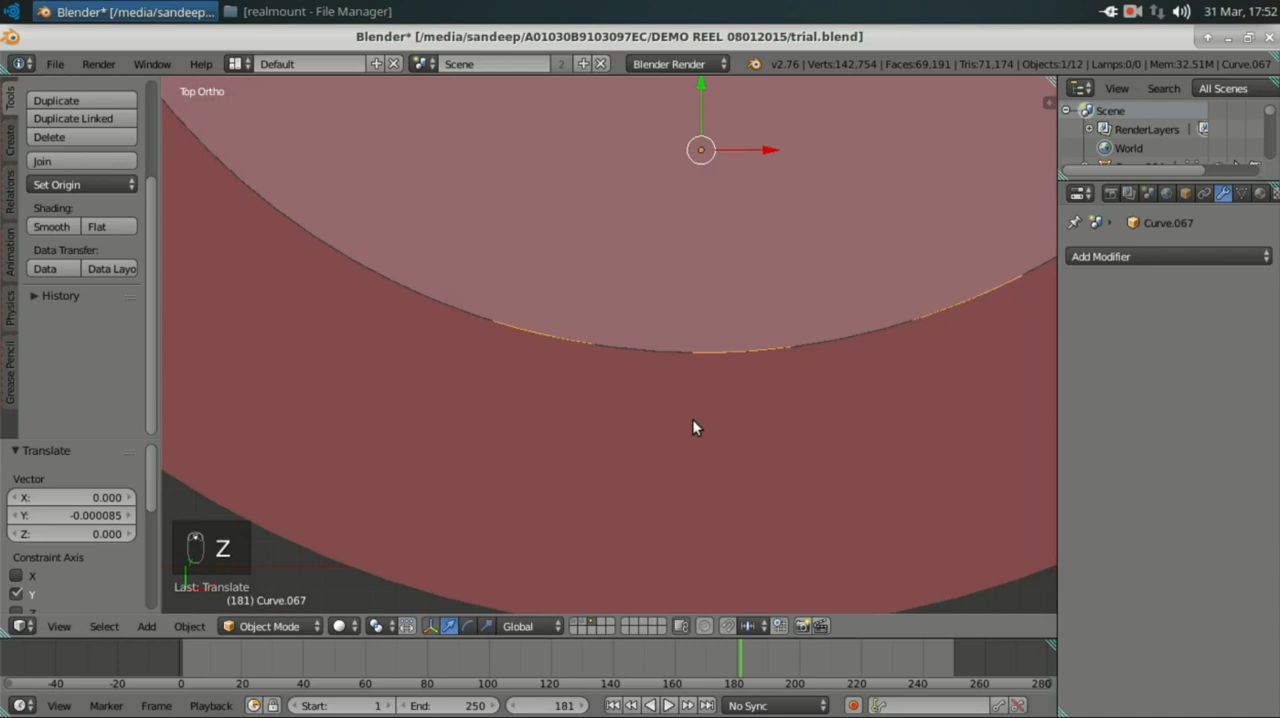 Blender* [/media/sandeep... [realmount - File Manager] 31 Mar, 17:52
Blender* [/media/sandeep/A01030B9103097EC/DEMO REEL 08012015/trial.blend]
File Render Window Help Default Scene 2 Blender Render v2.76 | Verts:142,754 | Faces:69,191 | Tris:71,174 | Objects:1/12 | Lamps:0/0 | Mem:32.51M | Curve.067
Top Ortho
View Search All Scenes
Scene
RenderLayers
World
Curve.067
Add Modifier
Tools
Create
Relations
Animation
Physics
Grease Pencil
Duplicate
Duplicate Linked
Delete
Join
Set Origin
Shading:
Smooth Flat
Data Transfer:
Data Data Layo
History
Translate
Vector
X: 0.000
Y: -0.000085
Z: 0.000
Constraint Axis
X
Y
Z
Last: Translate
(181) Curve.067
View Select Add Object Object Mode Global
-40 -20 0 20 40 60 80 100 120 140 160 180 200 220 240 260 280
View Marker Frame Playback Start: 1 End: 250 181 No Sync